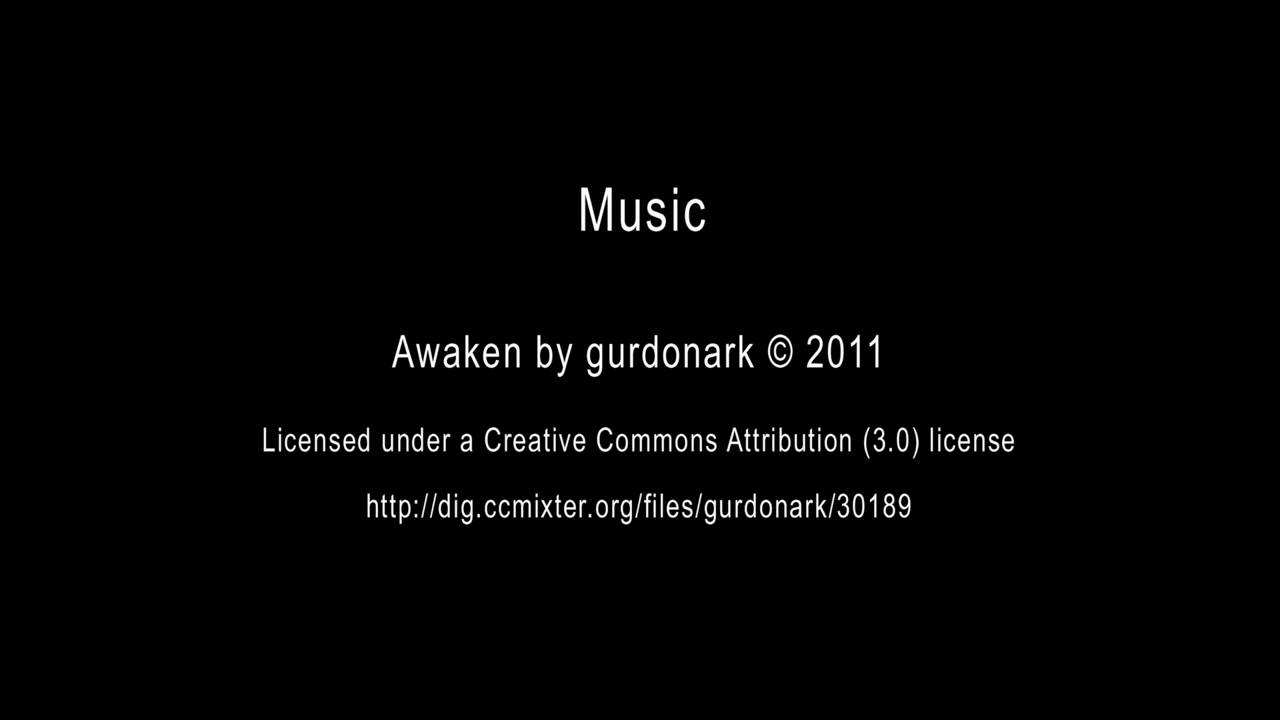 Music
Awaken by gurdonark © 2011
Licensed under a Creative Commons Attribution (3.0) license
http://dig.ccmixter.org/files/gurdonark/30189